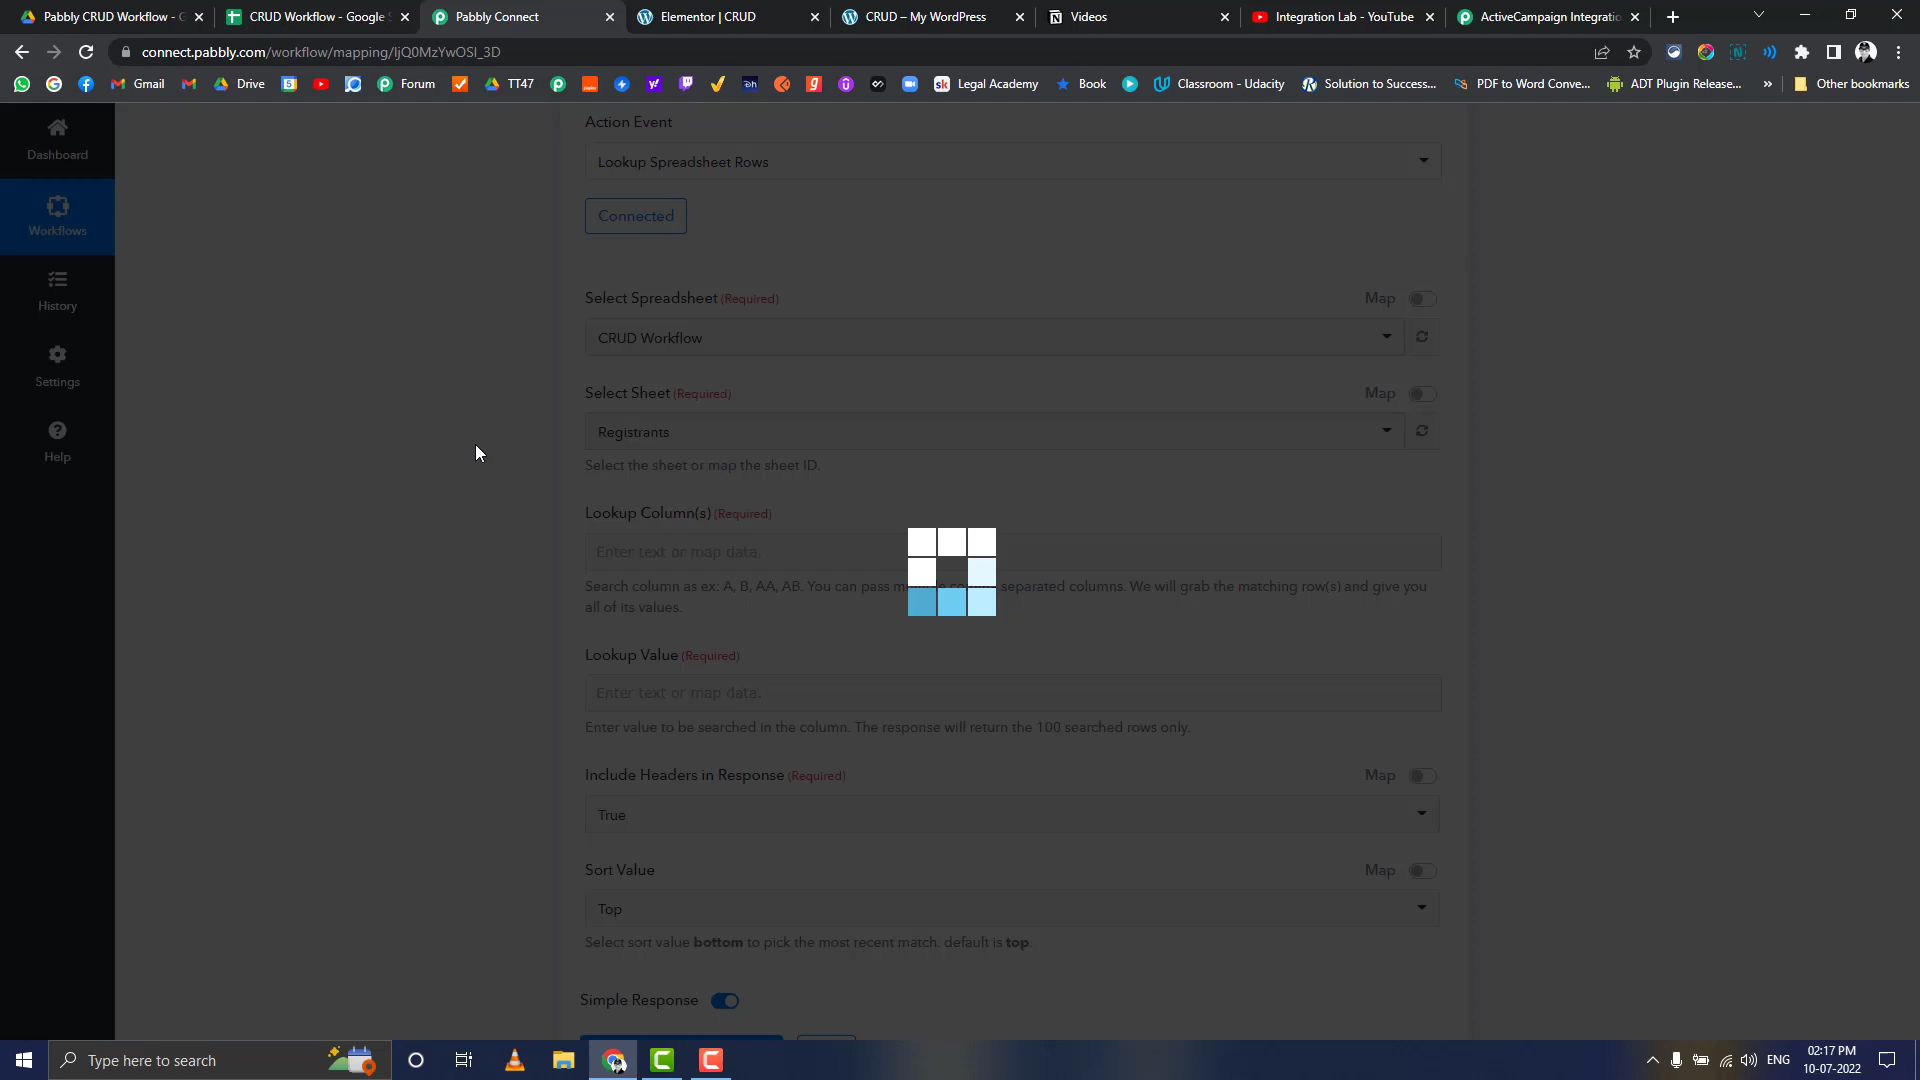 Pabbly CRUD Workflow - G
CRUD Workflow - Google S
Pabbly Connect
Elementor | CRUD
CRUD – My WordPress
Videos
Integration Lab - YouTube
ActiveCampaign Integratio
connect.pabbly.com/workflow/mapping/IjQ0MzYwOSI_3D
Gmail
Drive
Forum
TT47
Legal Academy
Book
Classroom - Udacity
Solution to Success...
PDF to Word Conve...
ADT Plugin Release...
Other bookmarks
Dashboard
Workflows
History
Settings
Help
Action Event
Lookup Spreadsheet Rows
Connected
Select Spreadsheet (Required)
Map
CRUD Workflow
Select Sheet (Required)
Map
Registrants
Select the sheet or map the sheet ID.
Lookup Column(s) (Required)
Enter text or map data.
Search column as ex: A, B, AA, AB. You can pass separated columns. We will grab the matching row(s) and give you
all of its values.
Lookup Value (Required)
Enter text or map data.
Enter value to be searched in the column. The response will return the 100 searched rows only.
Include Headers in Response (Required)
Map
True
Sort Value
Map
Top
Select sort value bottom to pick the most recent match. default is top.
Simple Response
Type here to search
ENG
02:17 PM
10-07-2022